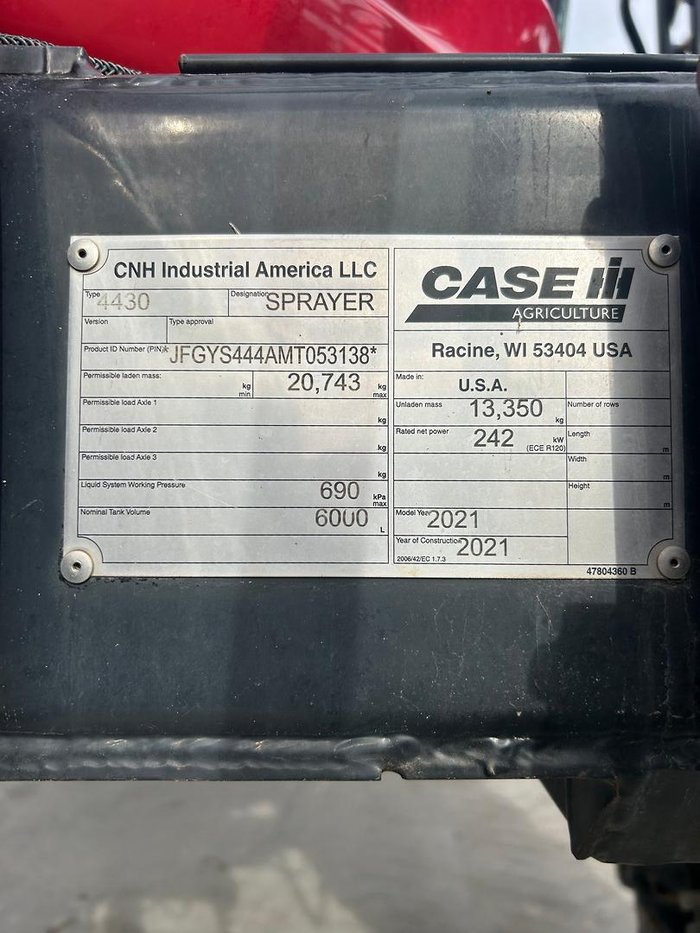 CNH Industrial America LLC
Type 4430 Designation SPRAYER
Version Type approval
Product ID Number (PIN) *JFGYS444AMT053138*
Permissible laden mass: kg min 20,743 kg max
Permissible load Axle 1 kg
Permissible load Axle 2 kg
Permissible load Axle 3 kg
Liquid System Working Pressure 690 kPa max
Nominal Tank Volume 6000 L
CASE IH
AGRICULTURE
Racine, WI 53404 USA
Made in: U.S.A.
Unladen mass 13,350 kg Number of rows
Rated net power 242 kW (ECE R120) Length m
Width m
Height m
Model Year 2021
Year of Construction 2021
2006/42/EC 1.7.3
47804360 B